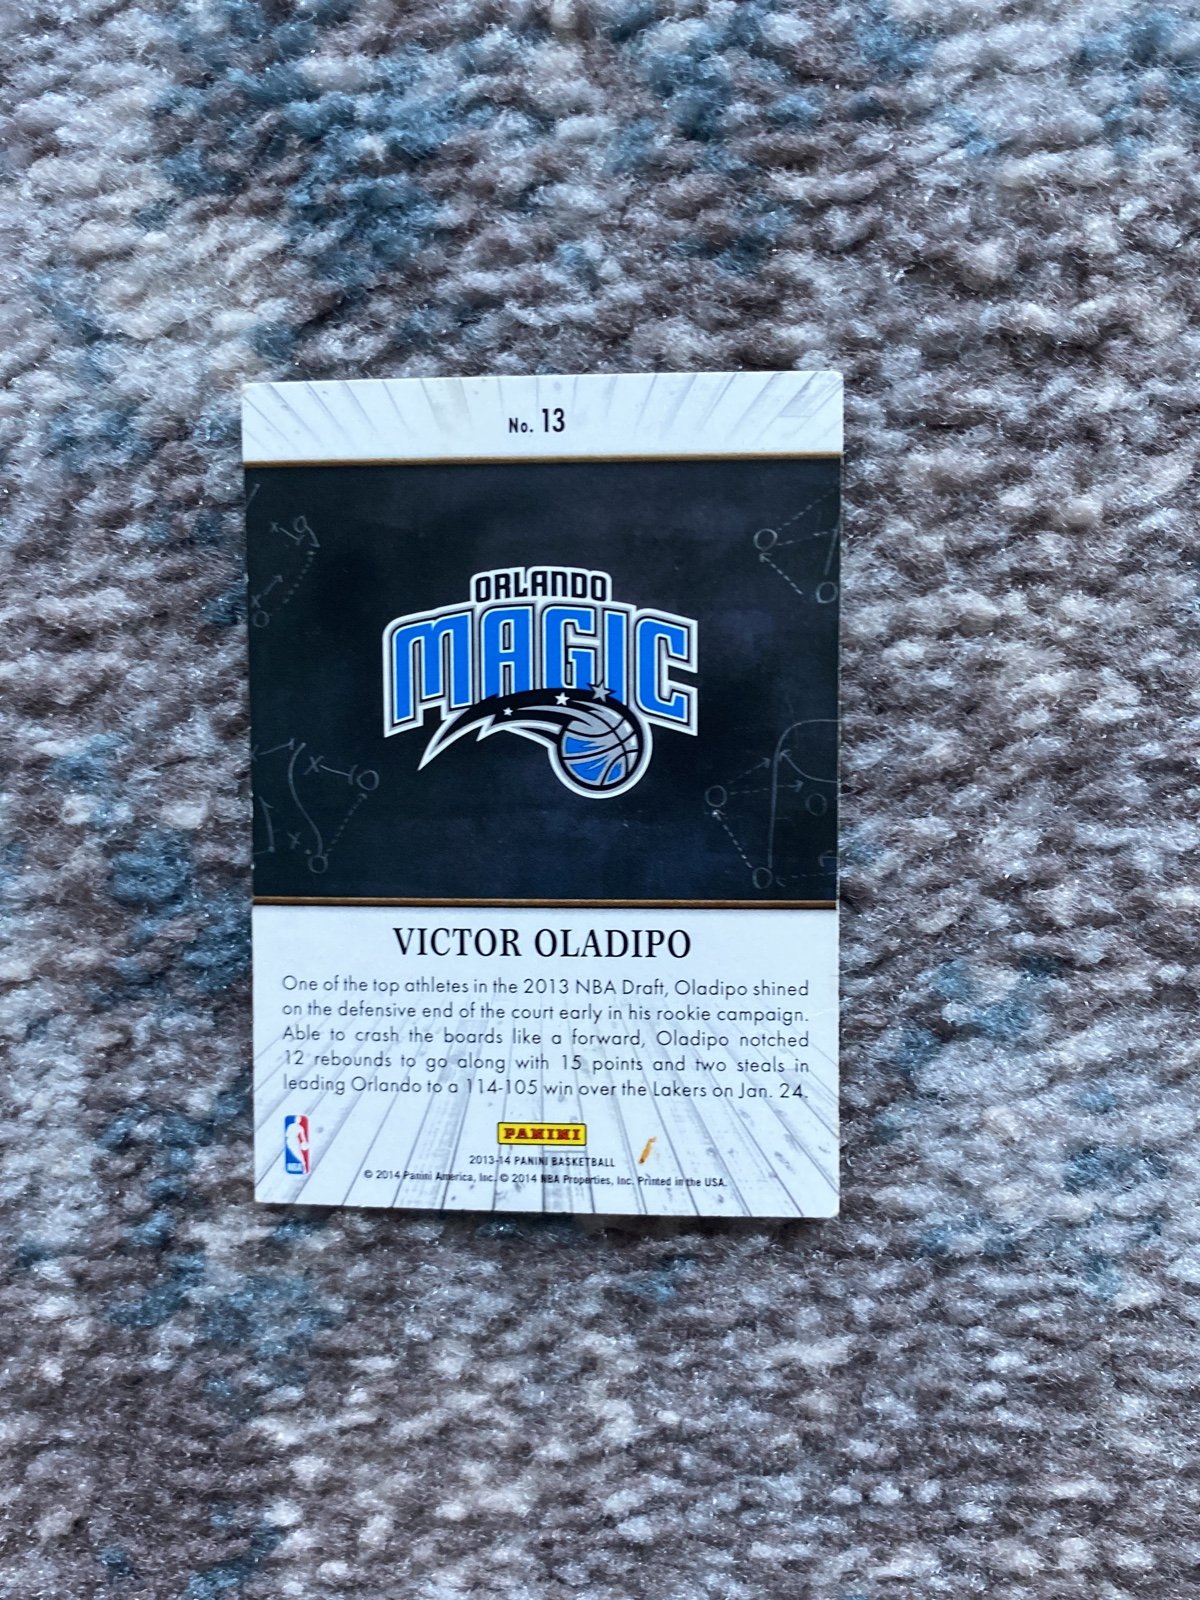 No. 13
ORLANDO
MAGIC
VICTOR OLADIPO
One of the top athletes in the 2013 NBA Draft, Oladipo shined
on the defensive end of the court early in his rookie campaign.
Able to crash the boards like a forward, Oladipo notched
12 rebounds to go along with 15 points and two steals in
leading Orlando to a 114-105 win over the Lakers on Jan. 24.
PANINI
NBA
2013-14 PANINI BASKETBALL
© 2014 Panini America, Inc. © 2014 NBA Properties, Inc. Printed in the USA.